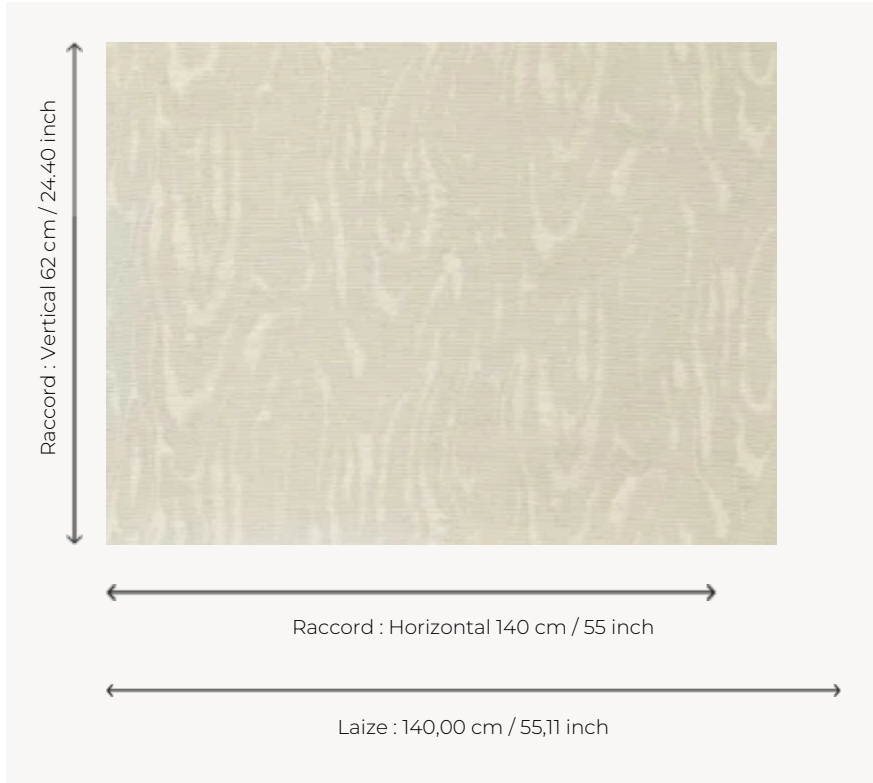 Raccord : Vertical 62 cm / 24.40 inch
Raccord : Horizontal 140 cm / 55 inch
Laize : 140,00 cm / 55,11 inch